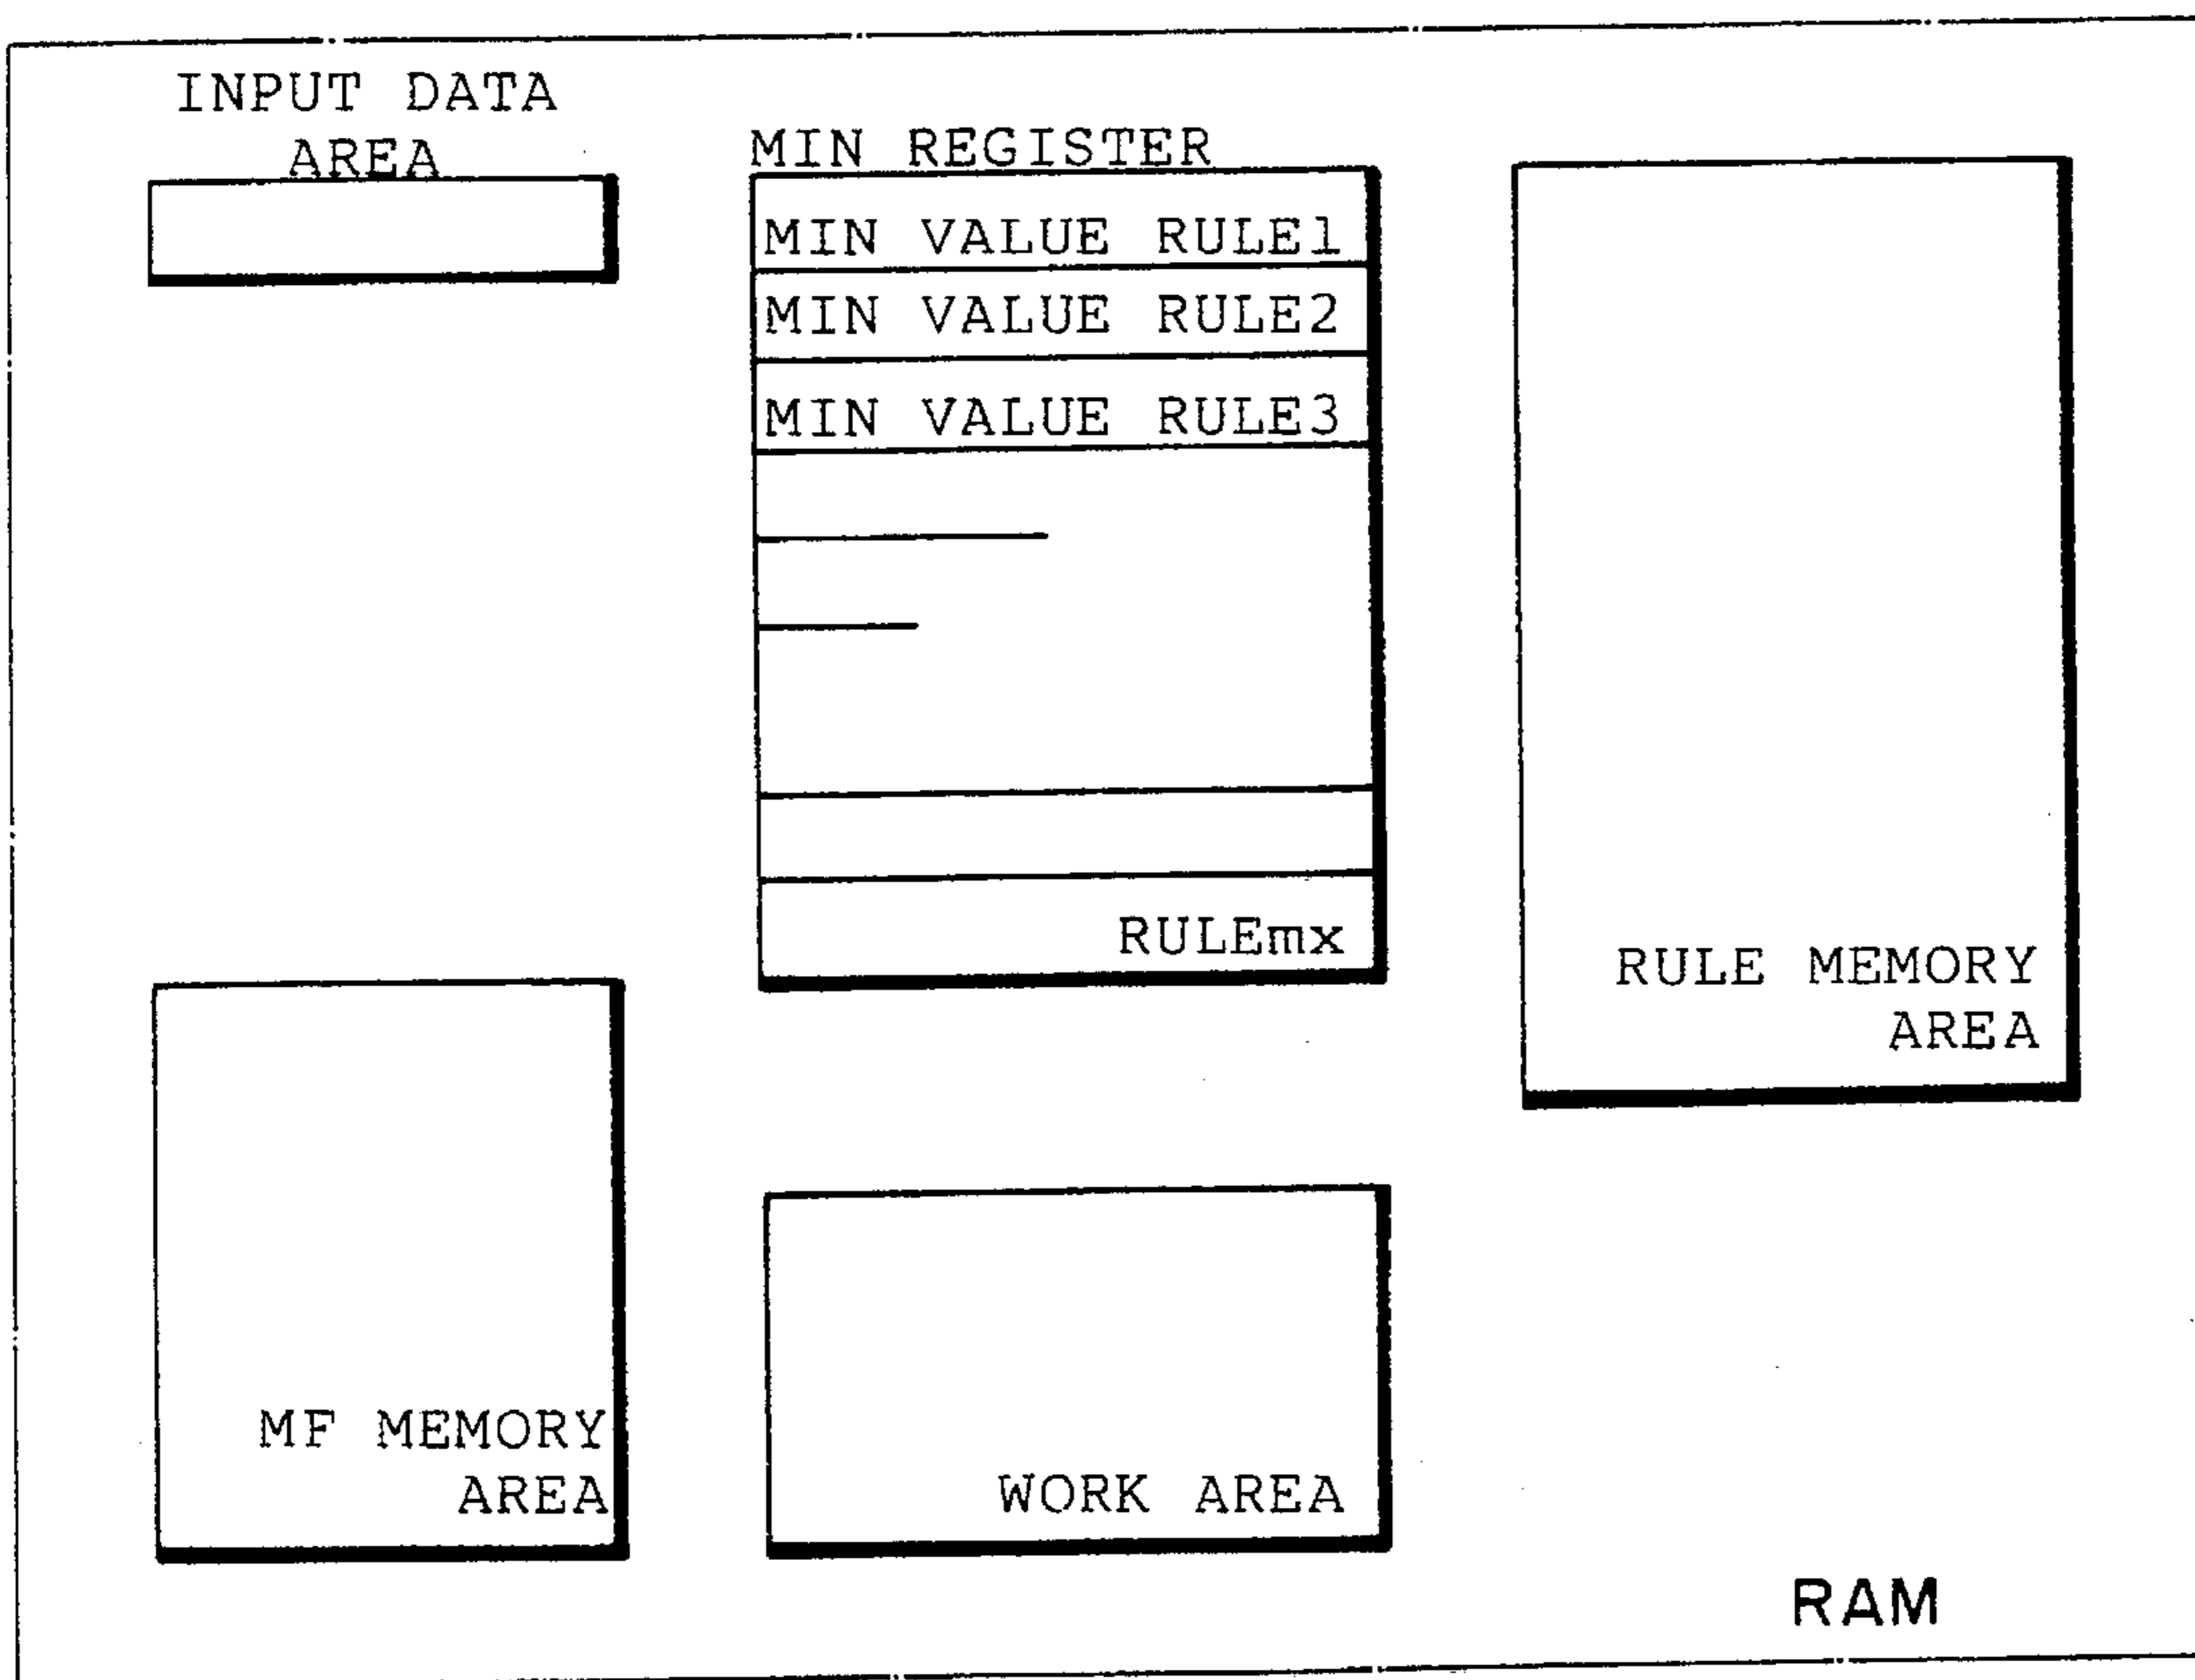 INPUT DATA
AREA
MIN REGISTER
MIN VALUE RULE1
MIN VALUE RULE2
MIN VALUE RULE3
RULEmx
RULE MEMORY
AREA
MF MEMORY
AREA
WORK AREA
RAM